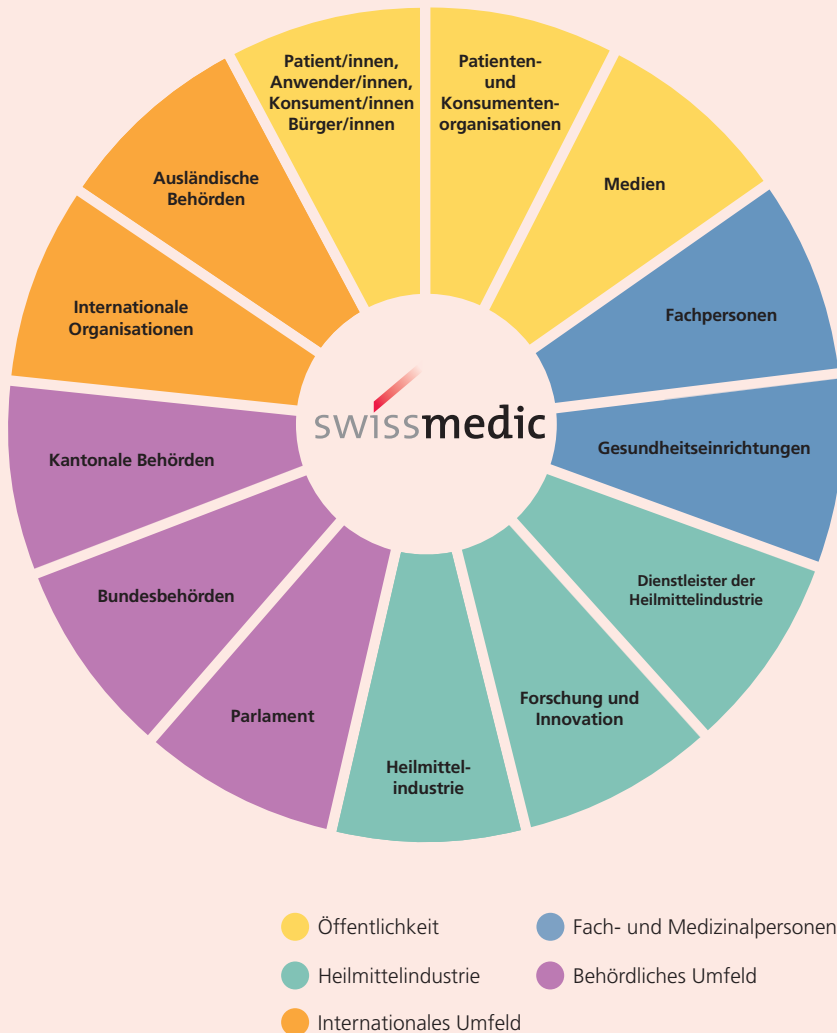 Patient/innen,
Anwender/innen,
Konsument/innen
Bürger/innen
Patienten-
und
Konsumenten-
organisationen
Medien
Fachpersonen
Gesundheitseinrichtungen
Dienstleister der
Heilmittelindustrie
Forschung und
Innovation
Heilmittel-
industrie
Parlament
Bundesbehörden
Kantonale Behörden
Internationale
Organisationen
Ausländische
Behörden
swissmedic
Öffentlichkeit
Fach- und Medizinalpersonen
Heilmittelindustrie
Behördliches Umfeld
Internationales Umfeld